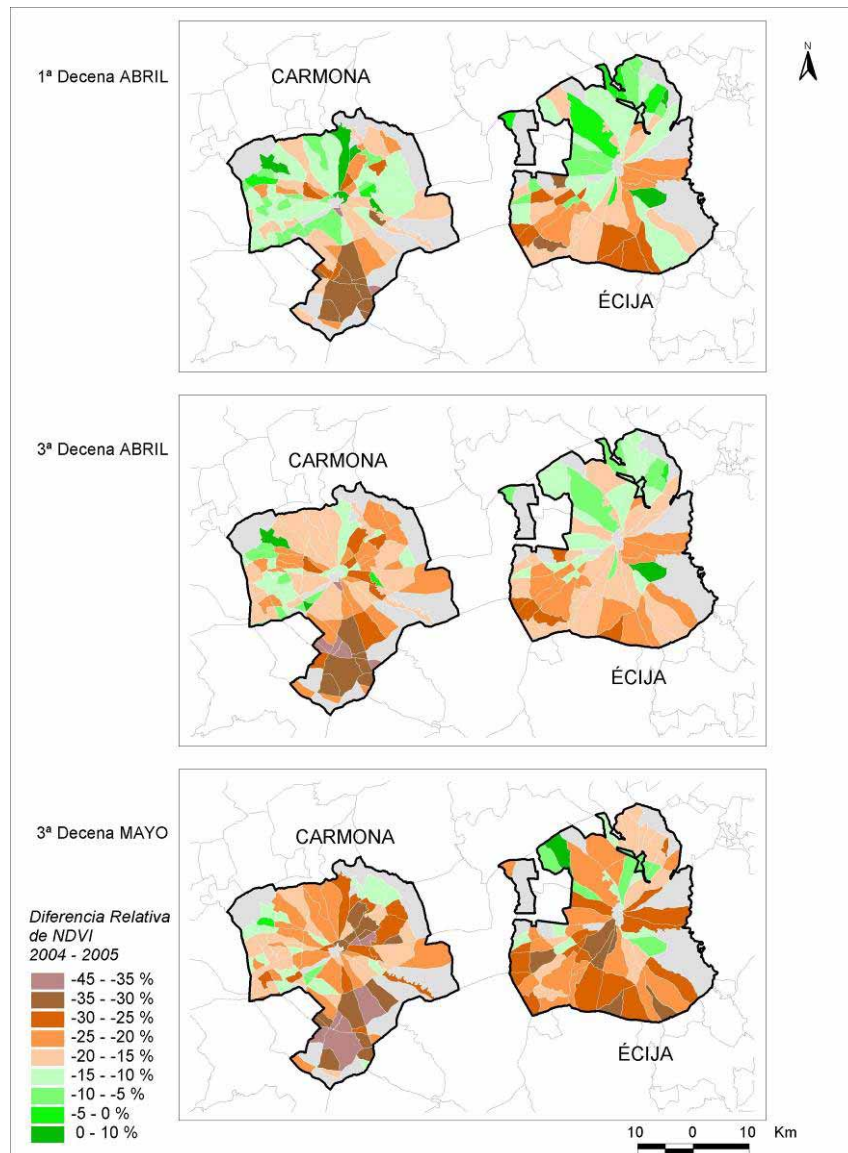 N
1ª Decena ABRIL
CARMONA
ÉCIJA
3ª Decena ABRIL
CARMONA
ÉCIJA
3ª Decena MAYO
CARMONA
ÉCIJA
Diferencia Relativa
de NDVI
2004 - 2005
-45 - -35 %
-35 - -30 %
-30 - -25 %
-25 - -20 %
-20 - -15 %
-15 - -10 %
-10 - -5 %
-5 - 0 %
0 - 10 %
10 0 10 Km